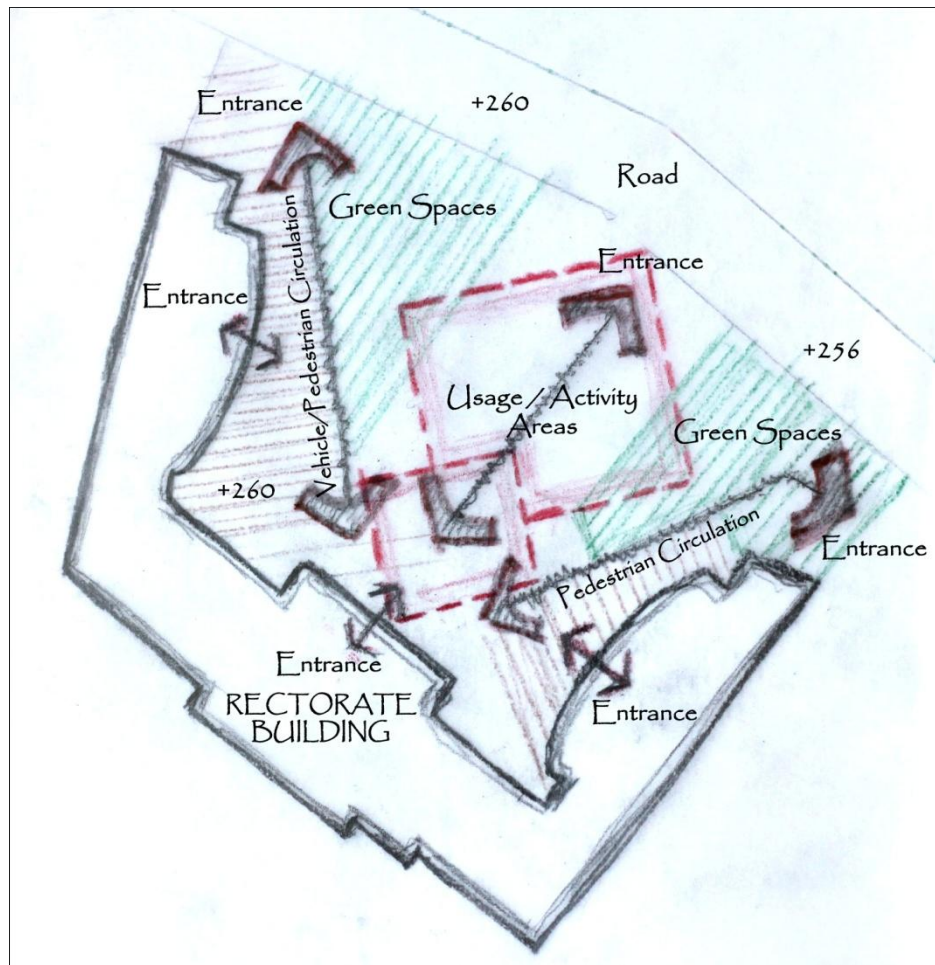 +260
Entrance
Road
Green Spaces
Entrance
Entrance
Vehicle/Pedestrian Circulation
+256
Usage / Activity
Areas
Green Spaces
+260
Entrance
Pedestrian Circulation
Entrance
RECTORATE
BUILDING
Entrance